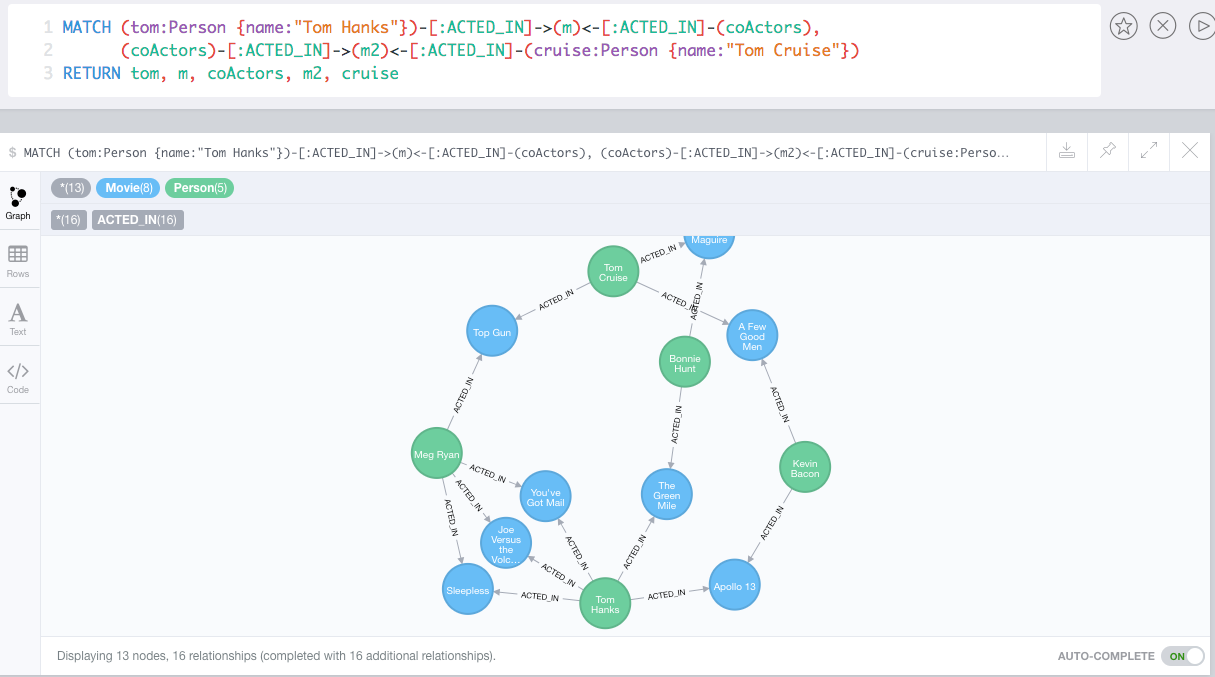 1 MATCH (tom:Person {name:"Tom Hanks"})-[:ACTED_IN]->(m)<-[:ACTED_IN]-(coActors),
2 (coActors)-[:ACTED_IN]->(m2)<-[:ACTED_IN]-(cruise:Person {name:"Tom Cruise"})
3 RETURN tom, m, coActors, m2, cruise
$ MATCH (tom:Person {name:"Tom Hanks"})-[:ACTED_IN]->(m)<-[:ACTED_IN]-(coActors), (coActors)-[:ACTED_IN]->(m2)<-[:ACTED_IN]-(cruise:Perso…
*(13) Movie(8) Person(5)
*(16) ACTED_IN(16)
Graph
Rows
Text
Code
Maguire
ACTED_IN
Tom
Cruise
ACTED_IN
ACTED_IN
ACTED_IN
Top Gun
A Few
Good
Men
Bonnie
Hunt
ACTED_IN
ACTED_IN
ACTED_IN
Meg Ryan
Kevin
Bacon
ACTED_IN
ACTED_IN
ACTED_IN
You've
Got Mail
The
Green
Mile
ACTED_IN
Joe
Versus
the
Volc…
ACTED_IN
ACTED_IN
ACTED_IN
Sleepless
ACTED_IN
Tom
Hanks
ACTED_IN
Apollo 13
Displaying 13 nodes, 16 relationships (completed with 16 additional relationships).
AUTO-COMPLETE ON